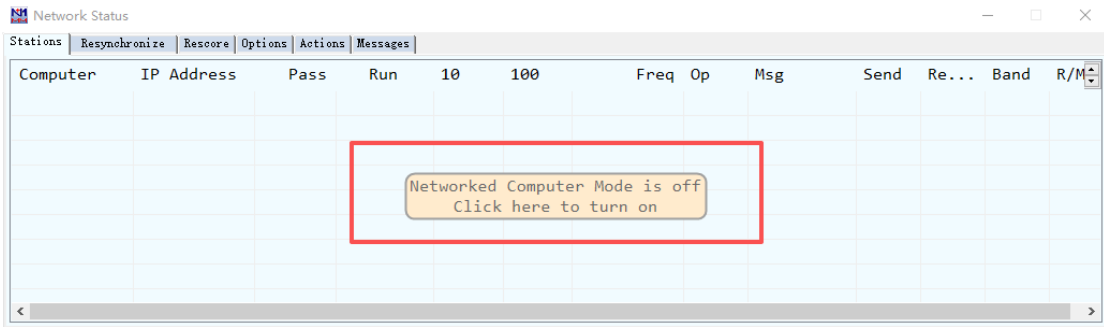 Network Status
Stations Resynchronize Rescore Options Actions Messages
Computer IP Address Pass Run 10 100 Freq Op Msg Send Re... Band R/M
Networked Computer Mode is off
Click here to turn on